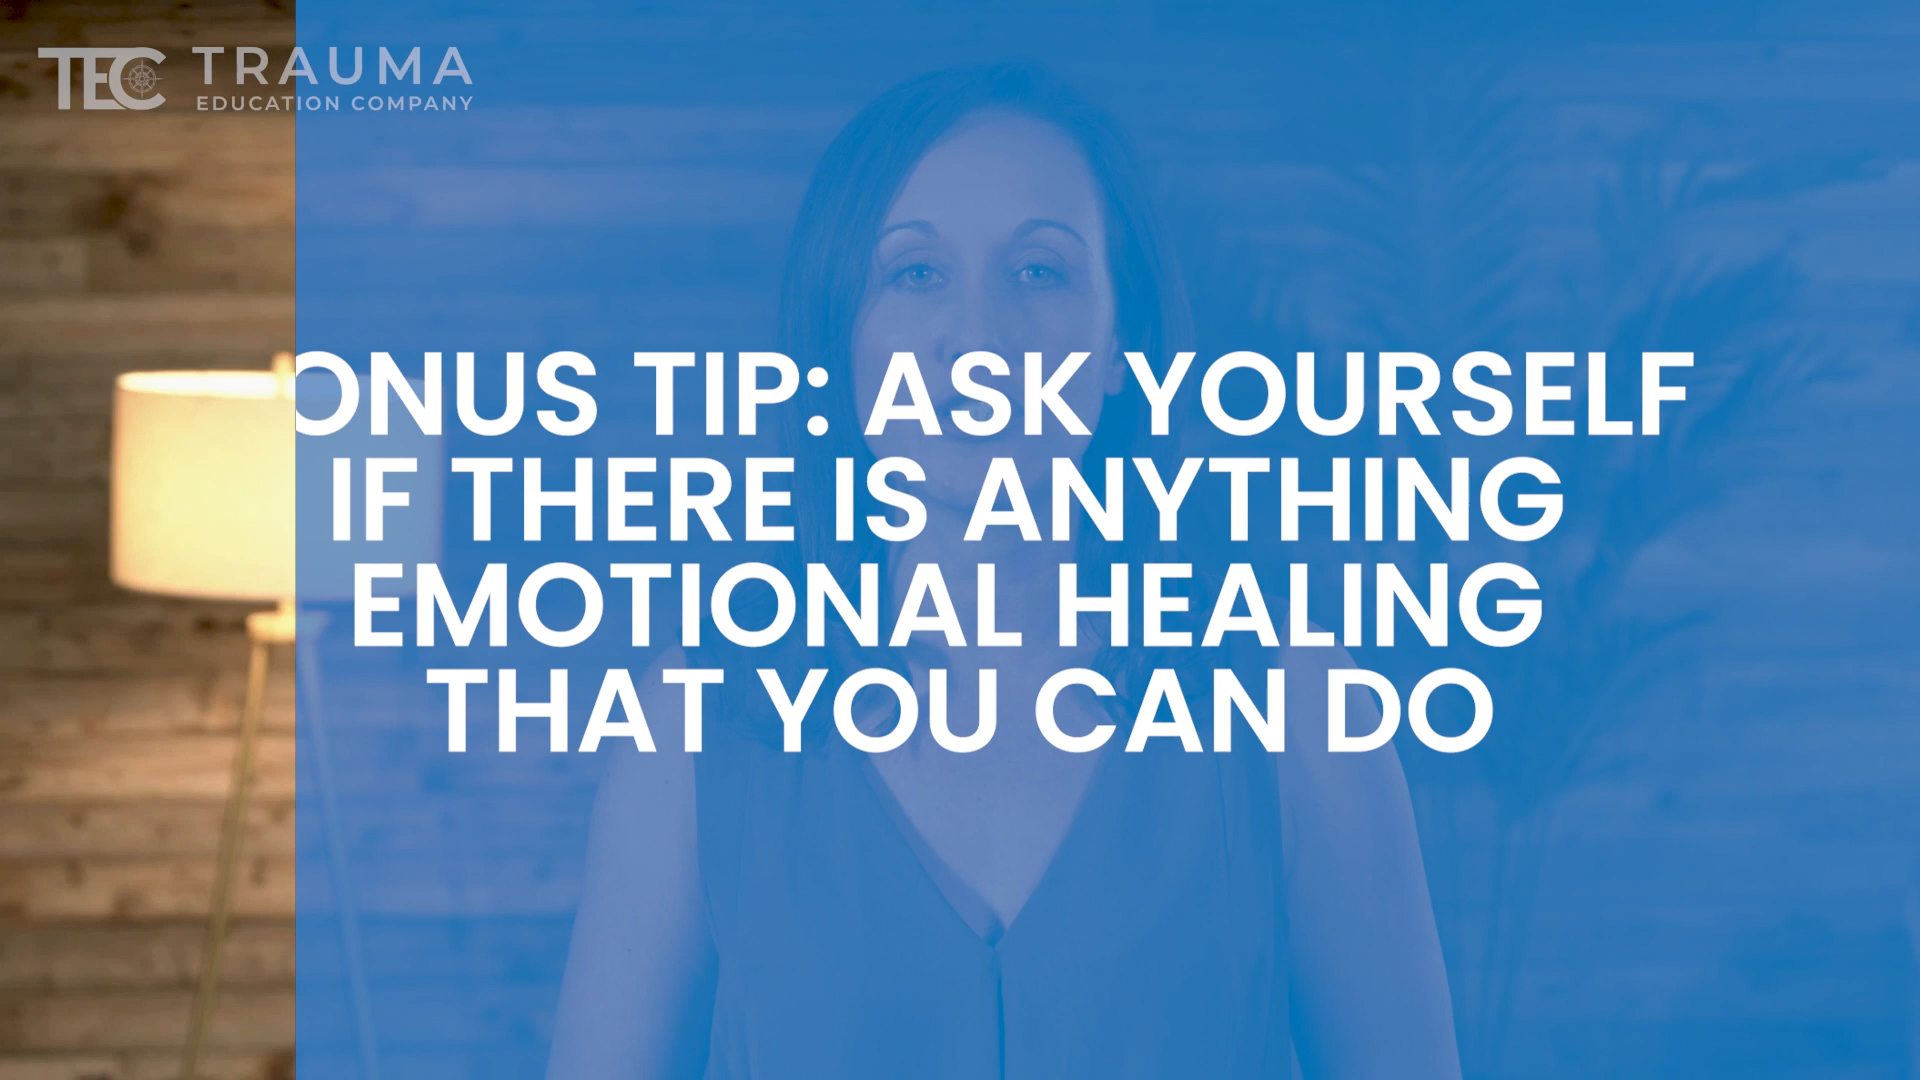 TEC TRAUMA
EDUCATION COMPANY
ONUS TIP: ASK YOURSELF
IF THERE IS ANYTHING
EMOTIONAL HEALING
THAT YOU CAN DO